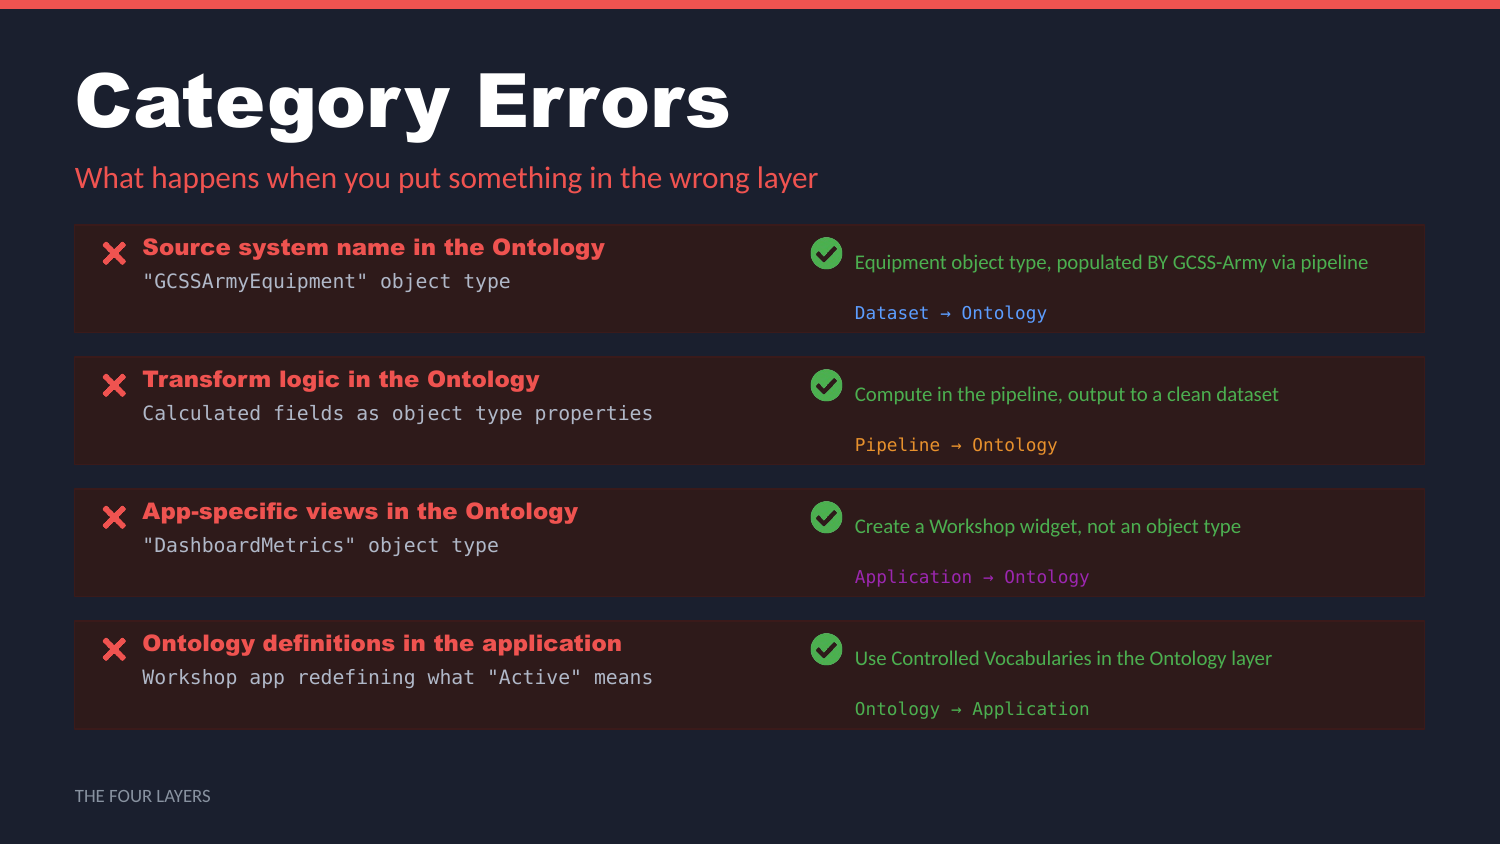 Category Errors
What happens when you put something in the wrong layer
Source system name in the Ontology
"GCSSArmyEquipment" object type
Equipment object type, populated BY GCSS-Army via pipeline
Dataset → Ontology
Transform logic in the Ontology
Calculated fields as object type properties
Compute in the pipeline, output to a clean dataset
Pipeline → Ontology
App-specific views in the Ontology
"DashboardMetrics" object type
Create a Workshop widget, not an object type
Application → Ontology
Ontology definitions in the application
Workshop app redefining what "Active" means
Use Controlled Vocabularies in the Ontology layer
Ontology → Application
THE FOUR LAYERS